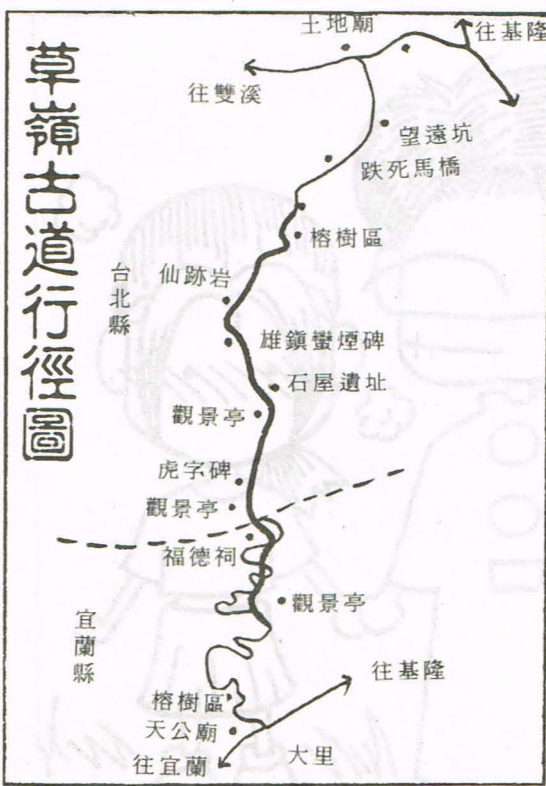 草嶺古道行徑圖
土地廟
往基隆
往雙溪
望遠坑
跌死馬橋
榕樹區
仙跡岩
台北縣
雄鎮蠻煙碑
石屋遺址
觀景亭
虎字碑
觀景亭
福德祠
觀景亭
宜蘭縣
往基隆
榕樹區
天公廟
大里
往宜蘭